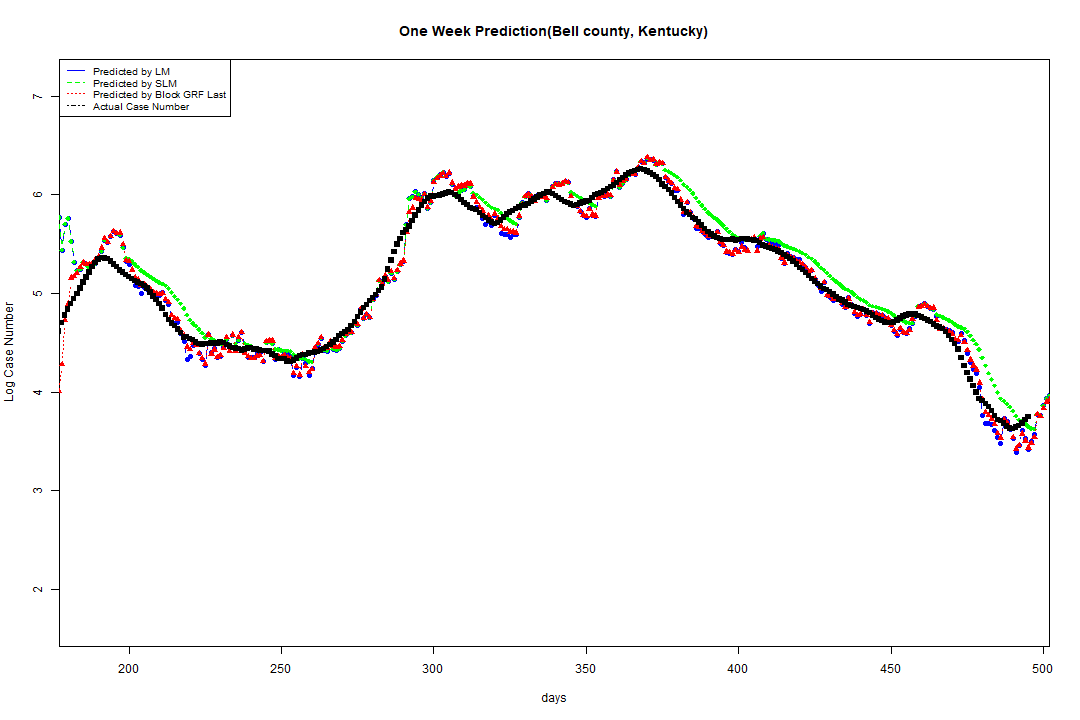 One Week Prediction(Bell county, Kentucky)
Predicted by LM
Predicted by SLM
Predicted by Block GRF Last
Actual Case Number
Log Case Number
7
6
5
4
3
2
200
250
300
350
400
450
500
days